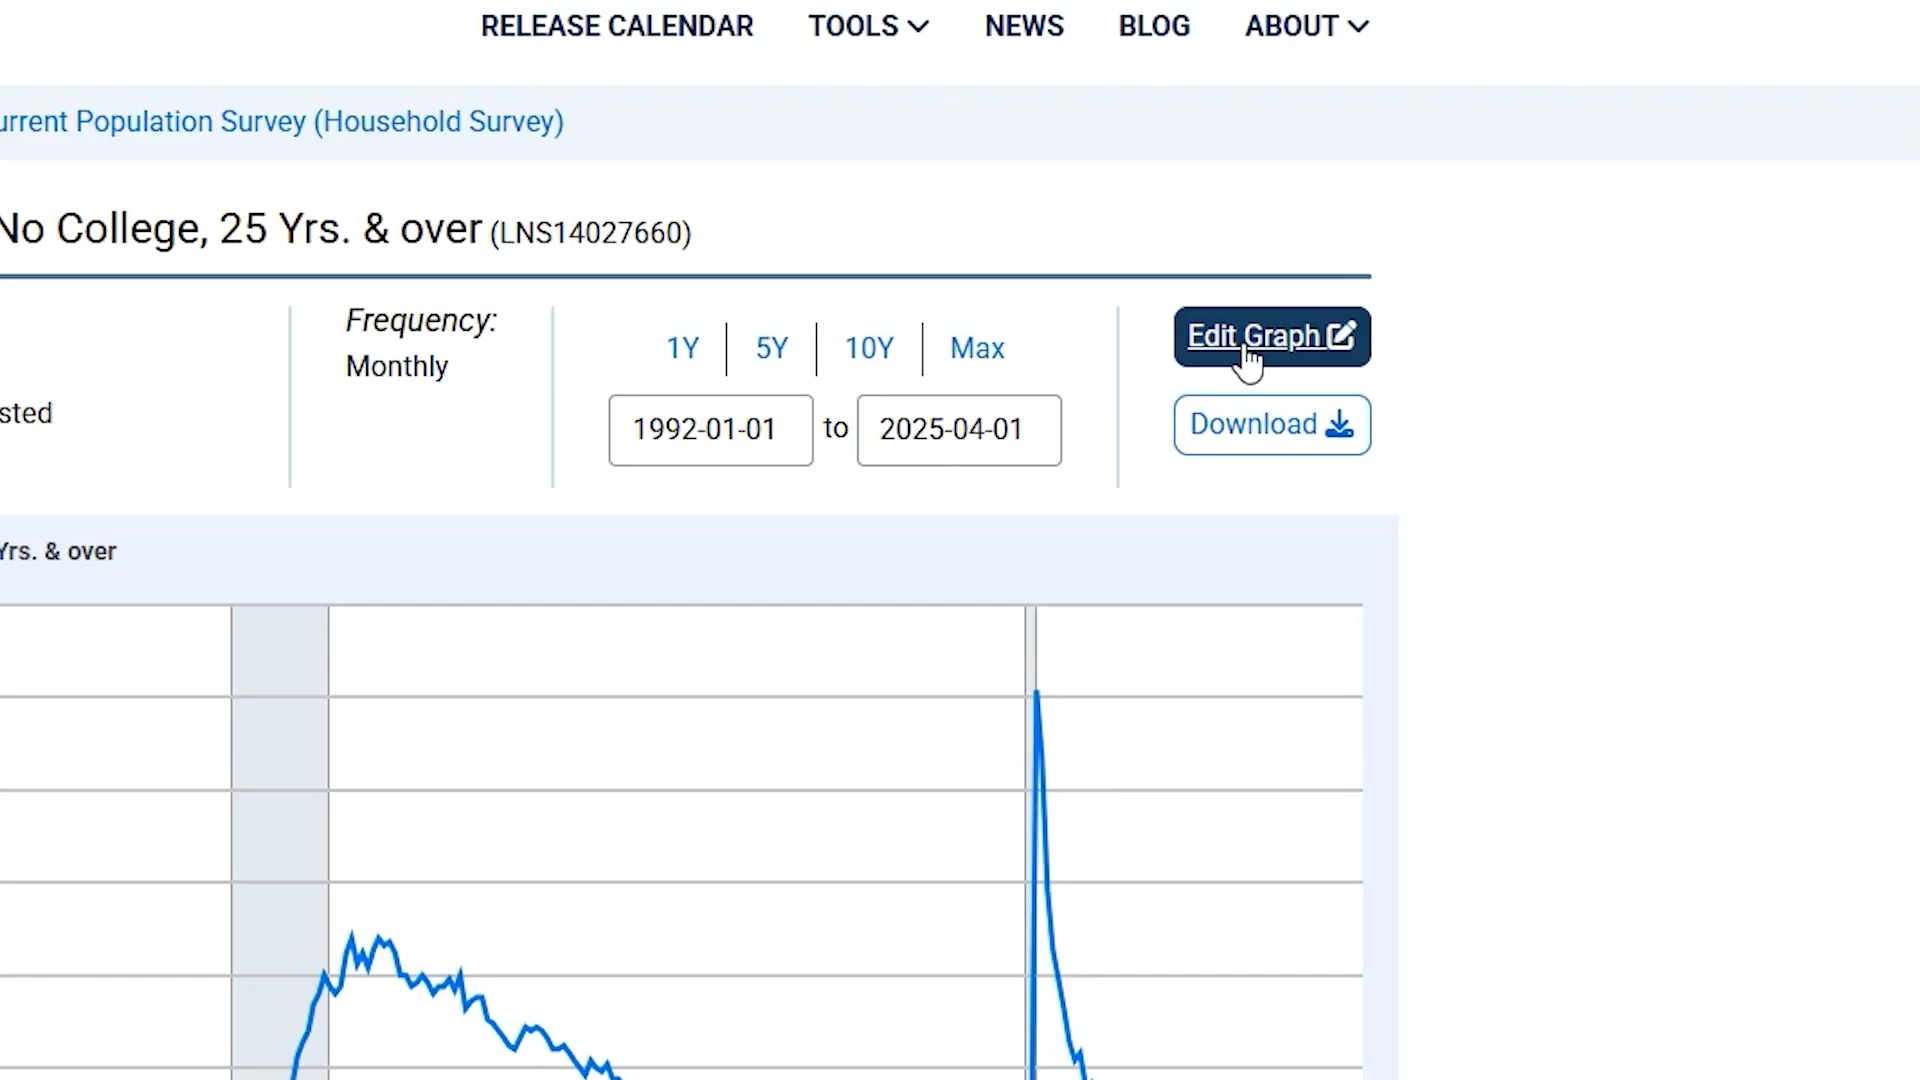 RELEASE CALENDAR TOOLS NEWS BLOG ABOUT
urrent Population Survey (Household Survey)
No College, 25 Yrs. & over (LNS14027660)
Frequency:
Monthly
sted
1Y 5Y 10Y Max
1992-01-01 to 2025-04-01
Edit Graph
Download
Yrs. & over